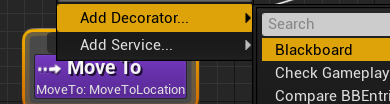 Add Decorator...
Add Service...
Move To
MoveTo: MoveToLocation
Search
Blackboard
Check Gameplay
Compare BBEntri